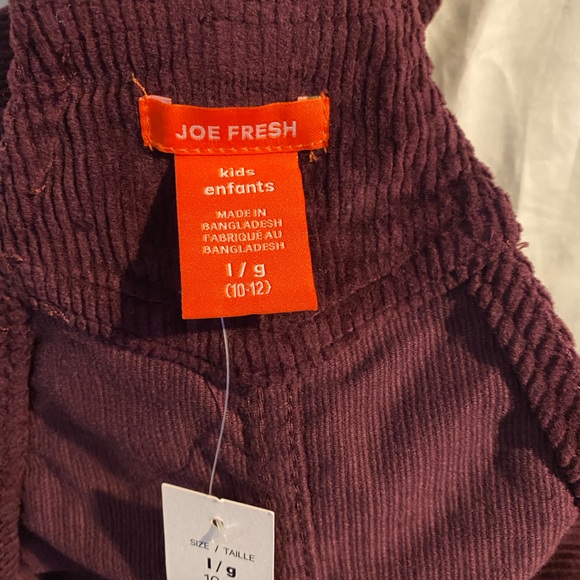 JOE FRESH
kids
enfants
MADE IN
BANGLADESH
FABRIQUÉ AU
BANGLADESH
l / g
(10-12)
SIZE / TAILLE
l / g